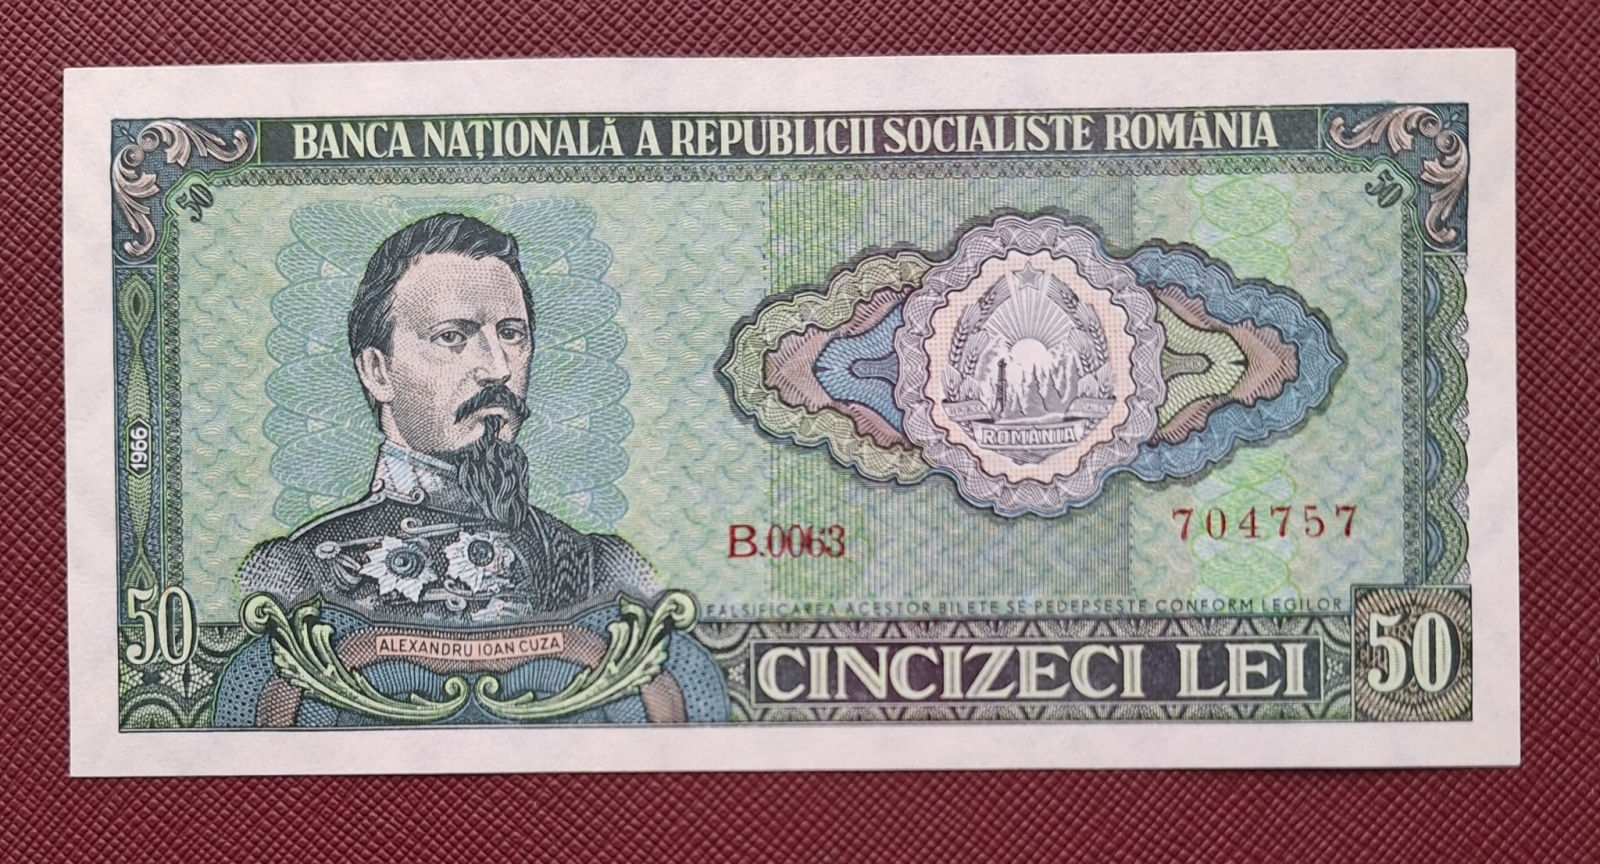 BANCA NAȚIONALĂ A REPUBLICII SOCIALISTE ROMÂNIA
50
50
1966
ROMÂNIA
B.0063
704757
FALSIFICAREA ACESTOR BILETE SE PEDEPSEȘTE CONFORM LEGILOR
50
ALEXANDRU IOAN CUZA
CINCIZECI LEI
50